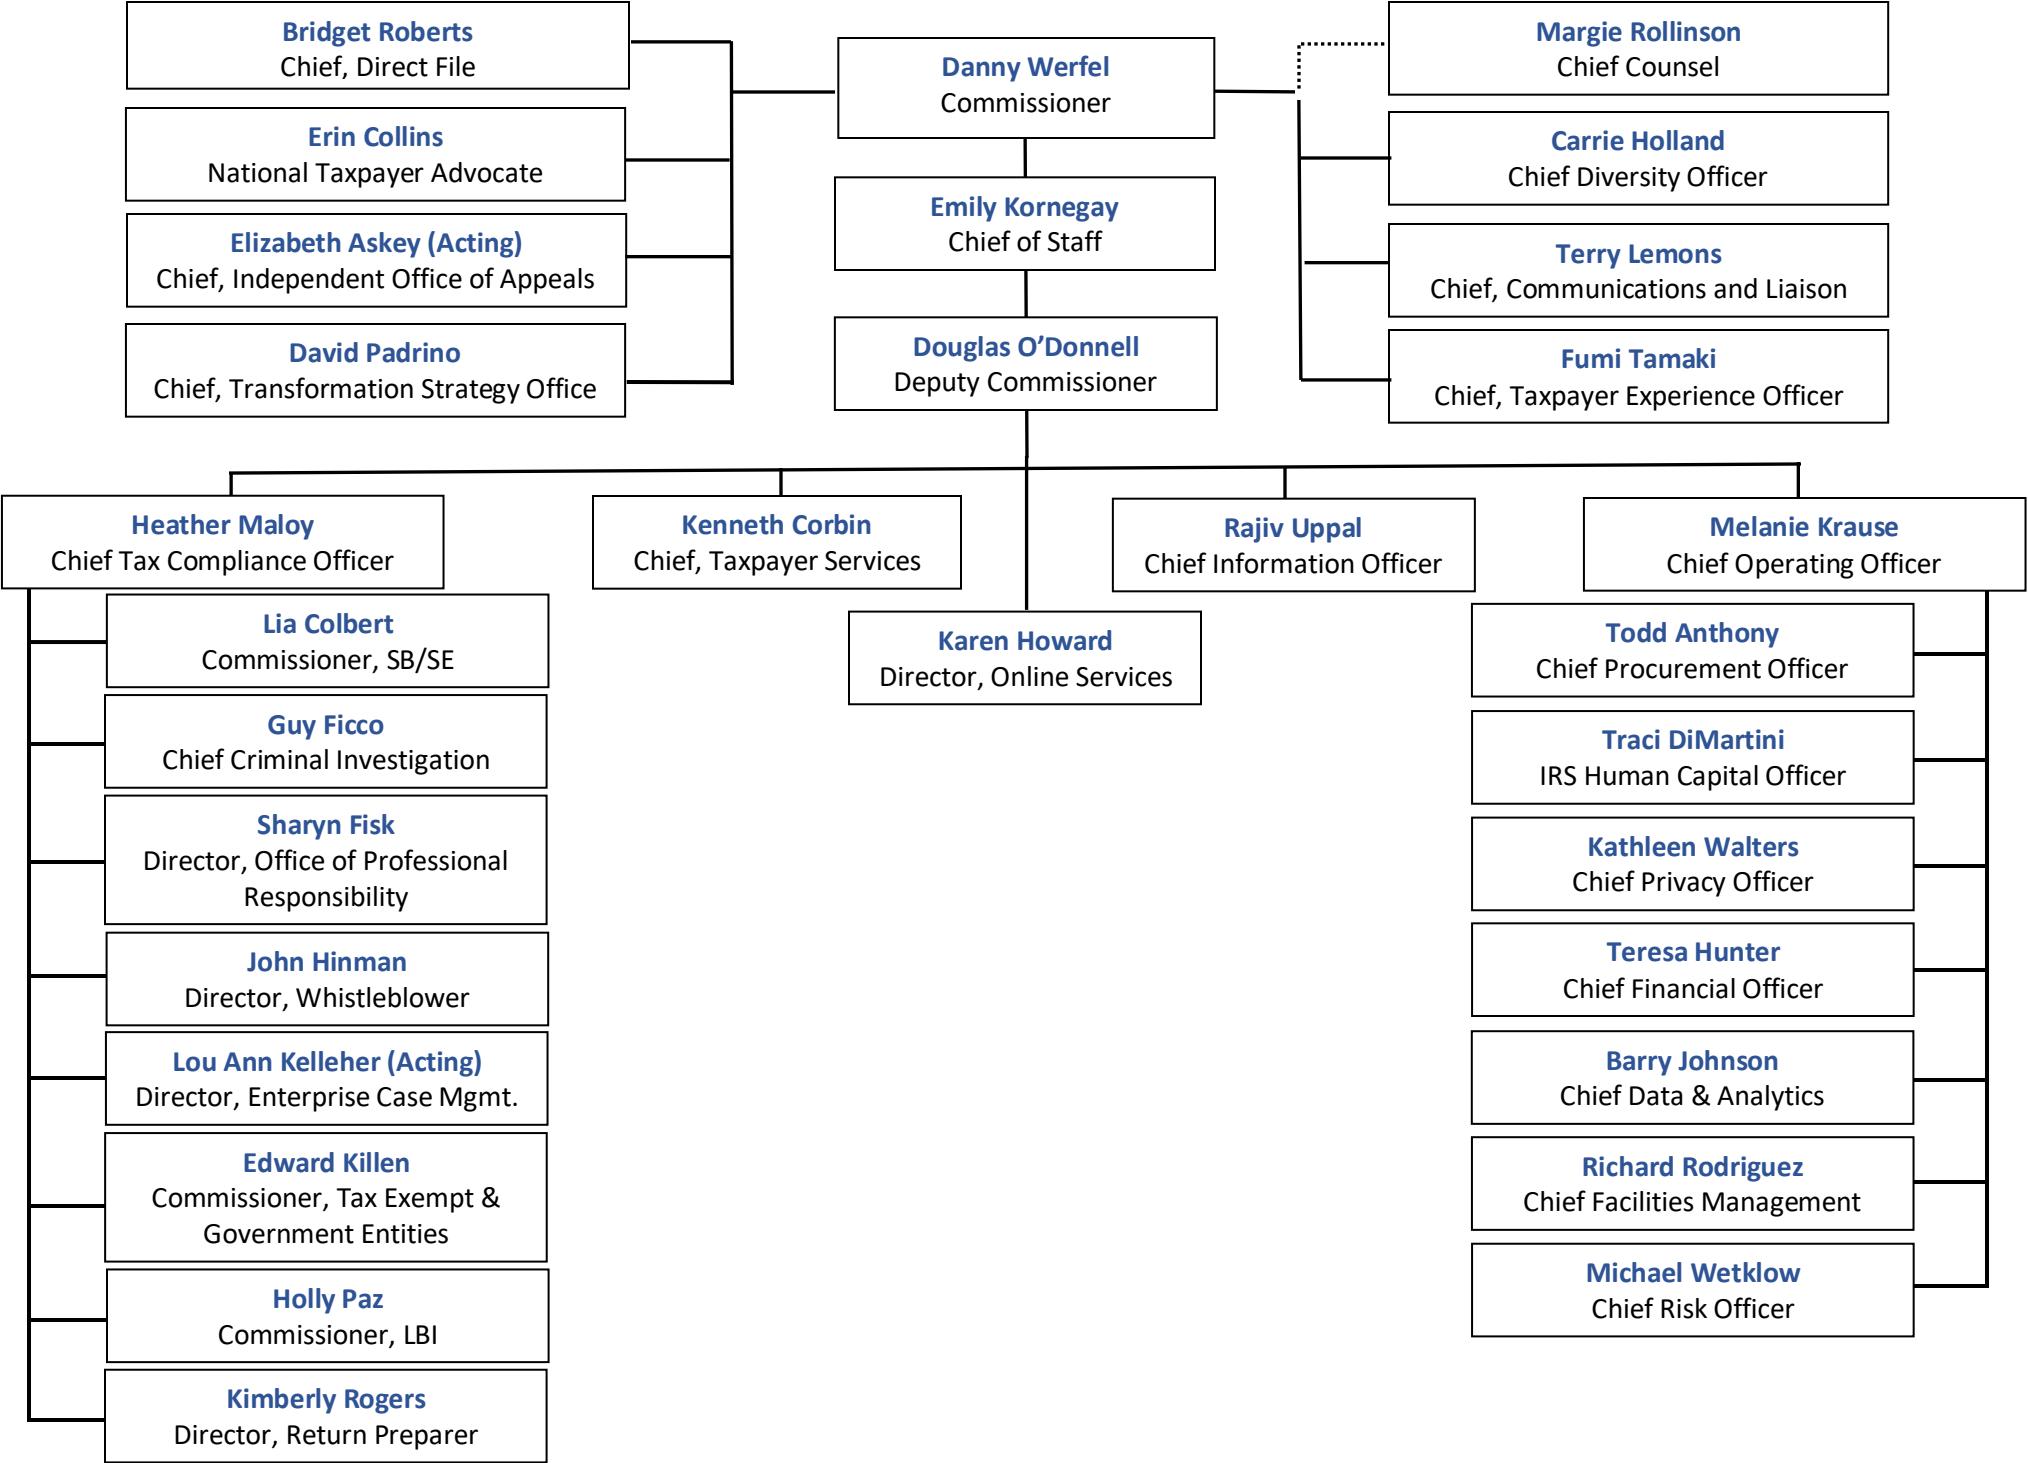 Bridget Roberts
Chief, Direct File
Erin Collins
National Taxpayer Advocate
Elizabeth Askey (Acting)
Chief, Independent Office of Appeals
David Padrino
Chief, Transformation Strategy Office
Danny Werfel
Commissioner
Emily Kornegay
Chief of Staff
Douglas O’Donnell
Deputy Commissioner
Margie Rollinson
Chief Counsel
Carrie Holland
Chief Diversity Officer
Terry Lemons
Chief, Communications and Liaison
Fumi Tamaki
Chief, Taxpayer Experience Officer
Heather Maloy
Chief Tax Compliance Officer
Kenneth Corbin
Chief, Taxpayer Services
Karen Howard
Director, Online Services
Rajiv Uppal
Chief Information Officer
Melanie Krause
Chief Operating Officer
Lia Colbert
Commissioner, SB/SE
Guy Ficco
Chief Criminal Investigation
Sharyn Fisk
Director, Office of Professional
Responsibility
John Hinman
Director, Whistleblower
Lou Ann Kelleher (Acting)
Director, Enterprise Case Mgmt.
Edward Killen
Commissioner, Tax Exempt &
Government Entities
Holly Paz
Commissioner, LBI
Kimberly Rogers
Director, Return Preparer
Todd Anthony
Chief Procurement Officer
Traci DiMartini
IRS Human Capital Officer
Kathleen Walters
Chief Privacy Officer
Teresa Hunter
Chief Financial Officer
Barry Johnson
Chief Data & Analytics
Richard Rodriguez
Chief Facilities Management
Michael Wetklow
Chief Risk Officer